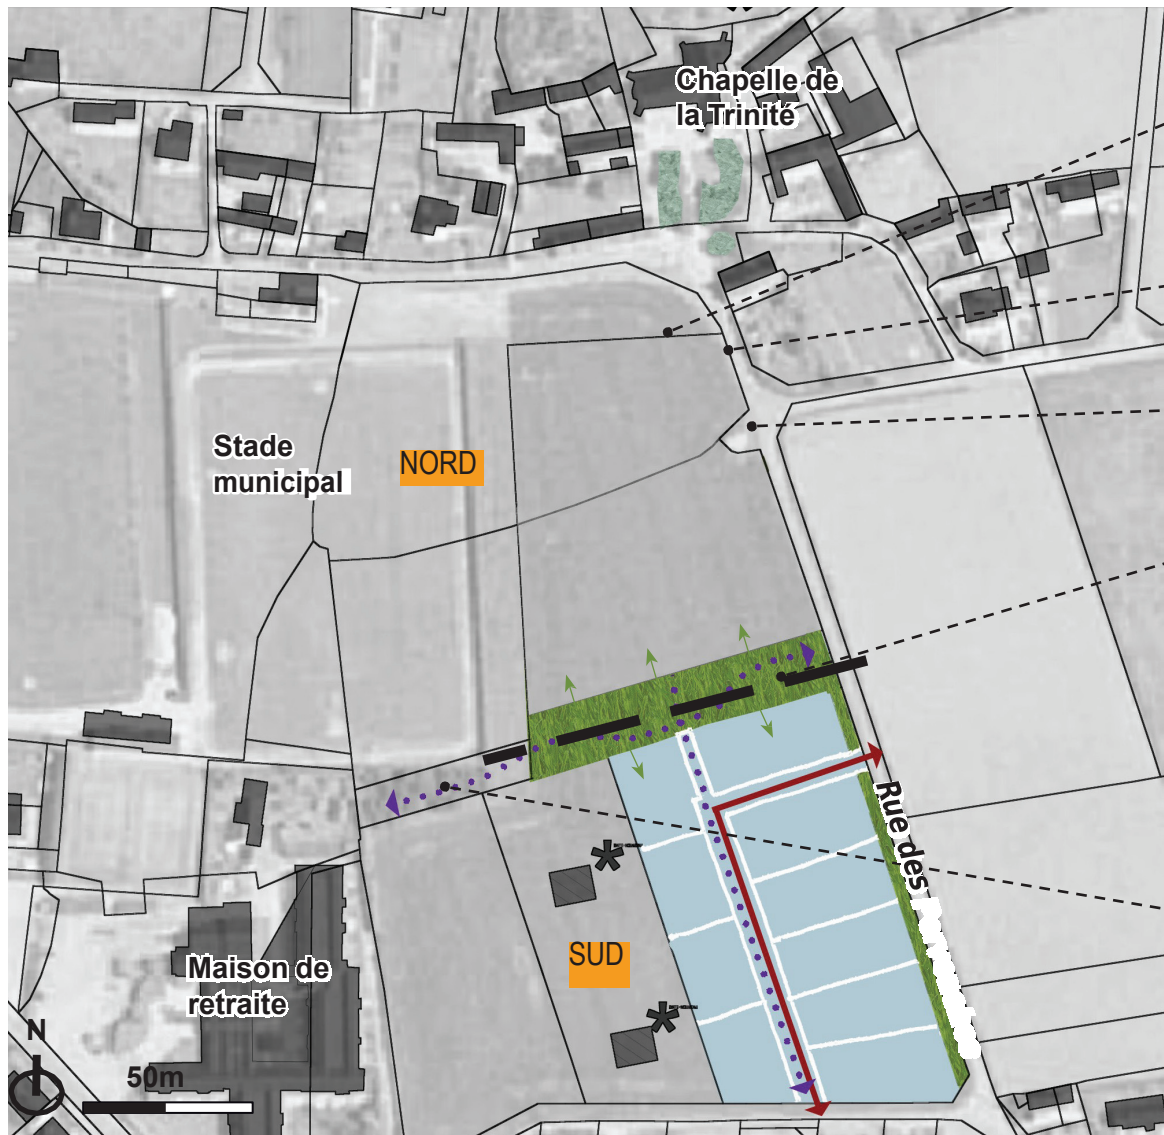 Chapelle de
la Trinité
Stade
municipal
NORD
Rue des
SUD
Maison de
retraite
N
50m